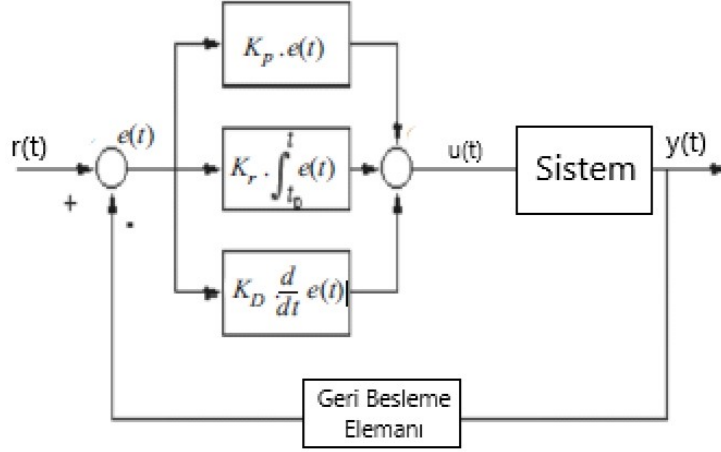 K_p . e(t)
r(t)
e(t)
K_r . ∫_{t_0}^{t} e(t)
u(t)
Sistem
y(t)
+
-
K_D . d/dt e(t)
Geri Besleme
Elemanı